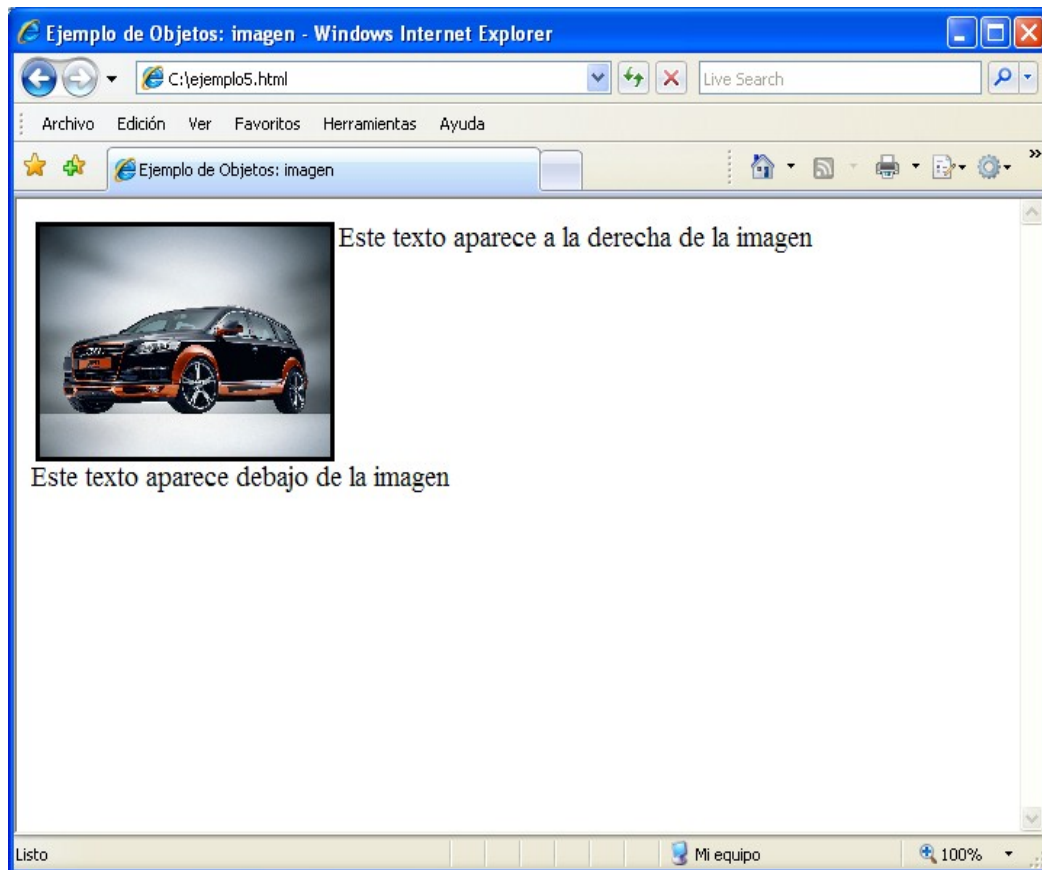 Ejemplo de Objetos: imagen - Windows Internet Explorer
C:\ejemplo5.html
Live Search
Archivo Edición Ver Favoritos Herramientas Ayuda
Ejemplo de Objetos: imagen
Este texto aparece a la derecha de la imagen
Este texto aparece debajo de la imagen
Listo
Mi equipo
100%